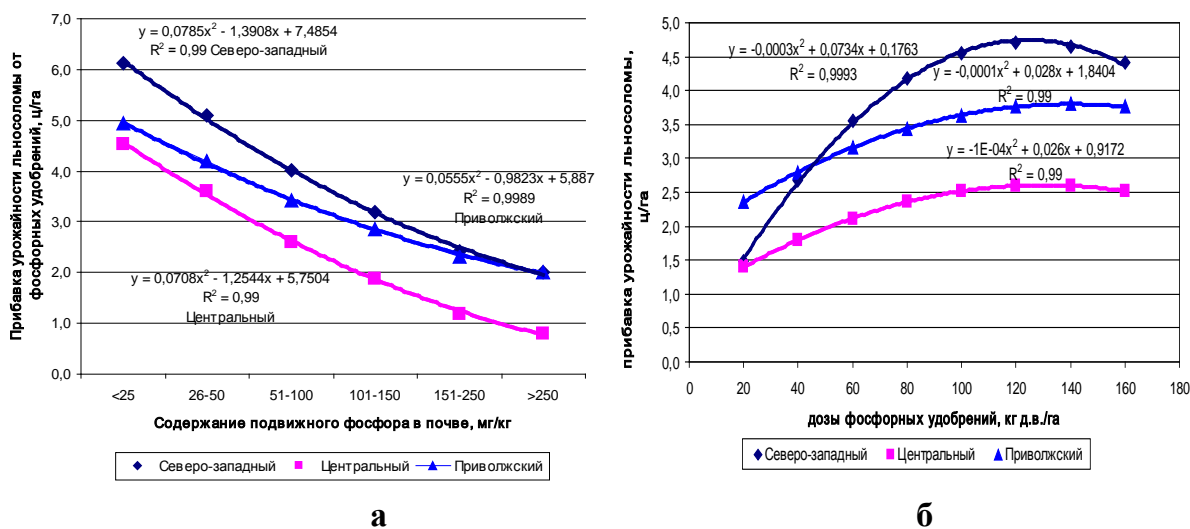 Прибавка урожайности льносоломы от
фосфорных удобрений, ц/га
7,0
6,0
5,0
4,0
3,0
2,0
1,0
0,0
y = 0,0785x² - 1,3908x + 7,4854
R² = 0,99 Северо-западный
y = 0,0555x² - 0,9823x + 5,887
R² = 0,9989
Приволжский
y = 0,0708x² - 1,2544x + 5,7504
R² = 0,99
Центральный
<25 26-50 51-100 101-150 151-250 >250
Содержание подвижного фосфора в почве, мг/кг
Северо-западный Центральный Приволжский
а
прибавка урожайности льносоломы,
ц/га
5,0
4,5
4,0
3,5
3,0
2,5
2,0
1,5
1,0
0,5
0,0
y = -0,0003x² + 0,0734x + 0,1763
R² = 0,9993
y = -0,0001x² + 0,028x + 1,8404
R² = 0,99
y = -1E-04x² + 0,026x + 0,9172
R² = 0,99
0 20 40 60 80 100 120 140 160
дозы фосфорных удобрений, кг д.в./га
Северо-западный Центральный Приволжский
б